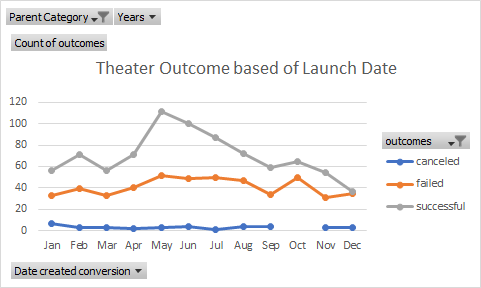 Parent Category Years
Count of outcomes
Theater Outcome based of Launch Date
120
100
80
60
40
20
0
Jan Feb Mar Apr May Jun Jul Aug Sep Oct Nov Dec
outcomes
canceled
failed
successful
Date created conversion